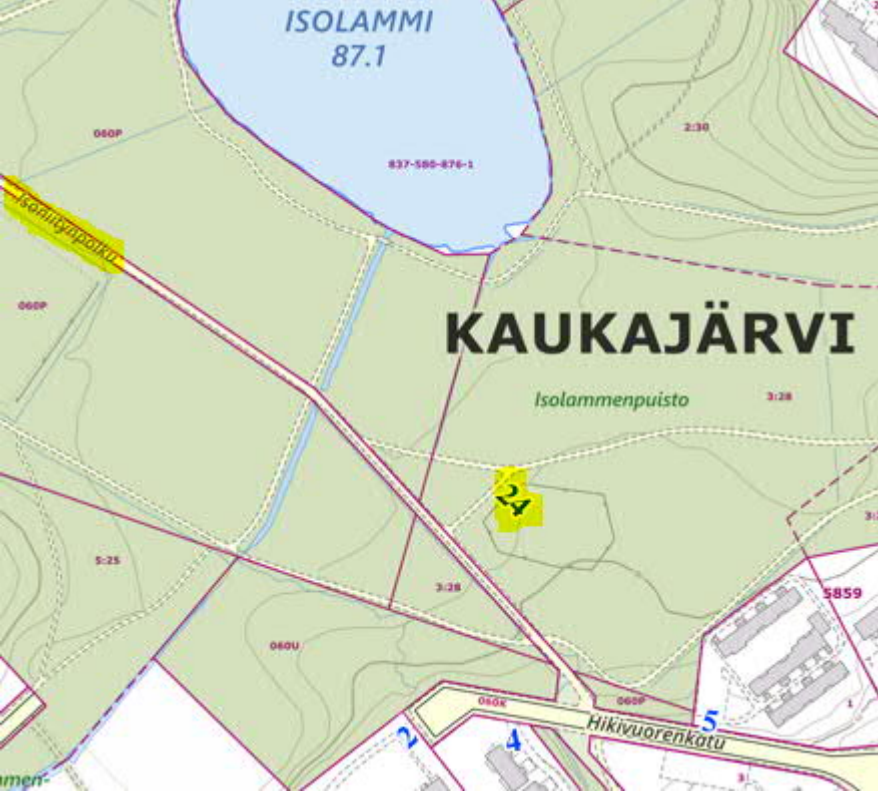 ISOLAMMI
87.1
2:30
060P
837-580-876-1
Isoniitynpolku
060P
KAUKAJÄRVI
Isolammenpuisto
3:28
24
5:25
3:28
5859
060U
060K
060P
1
2
4
Hikivuorenkatu
5
3